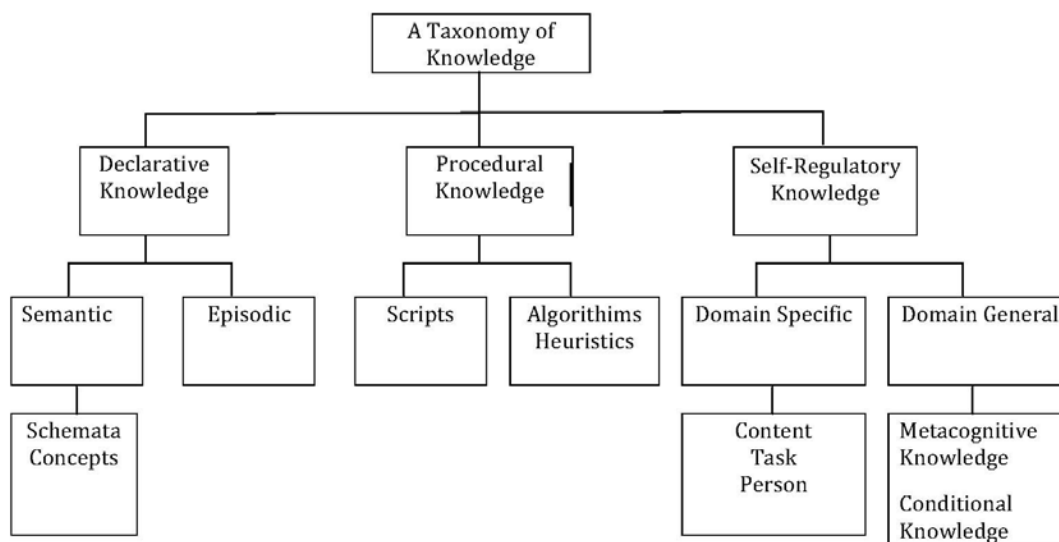 A Taxonomy of
Knowledge
Declarative
Knowledge
Procedural
Knowledge
Self-Regulatory
Knowledge
Semantic
Episodic
Scripts
Algorithims
Heuristics
Domain Specific
Domain General
Schemata
Concepts
Content
Task
Person
Metacognitive
Knowledge
Conditional
Knowledge